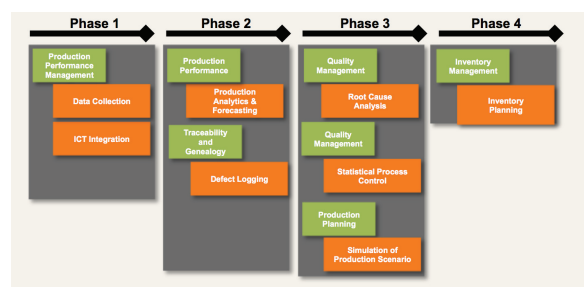 Phase 1
Production
Performance
Management
Data Collection
ICT Integration
Phase 2
Production
Performance
Production
Analytics &
Forecasting
Traceability
and
Genealogy
Defect Logging
Phase 3
Quality
Management
Root Cause
Analysis
Quality
Management
Statistical Process
Control
Production
Planning
Simulation of
Production Scenario
Phase 4
Inventory
Management
Inventory
Planning